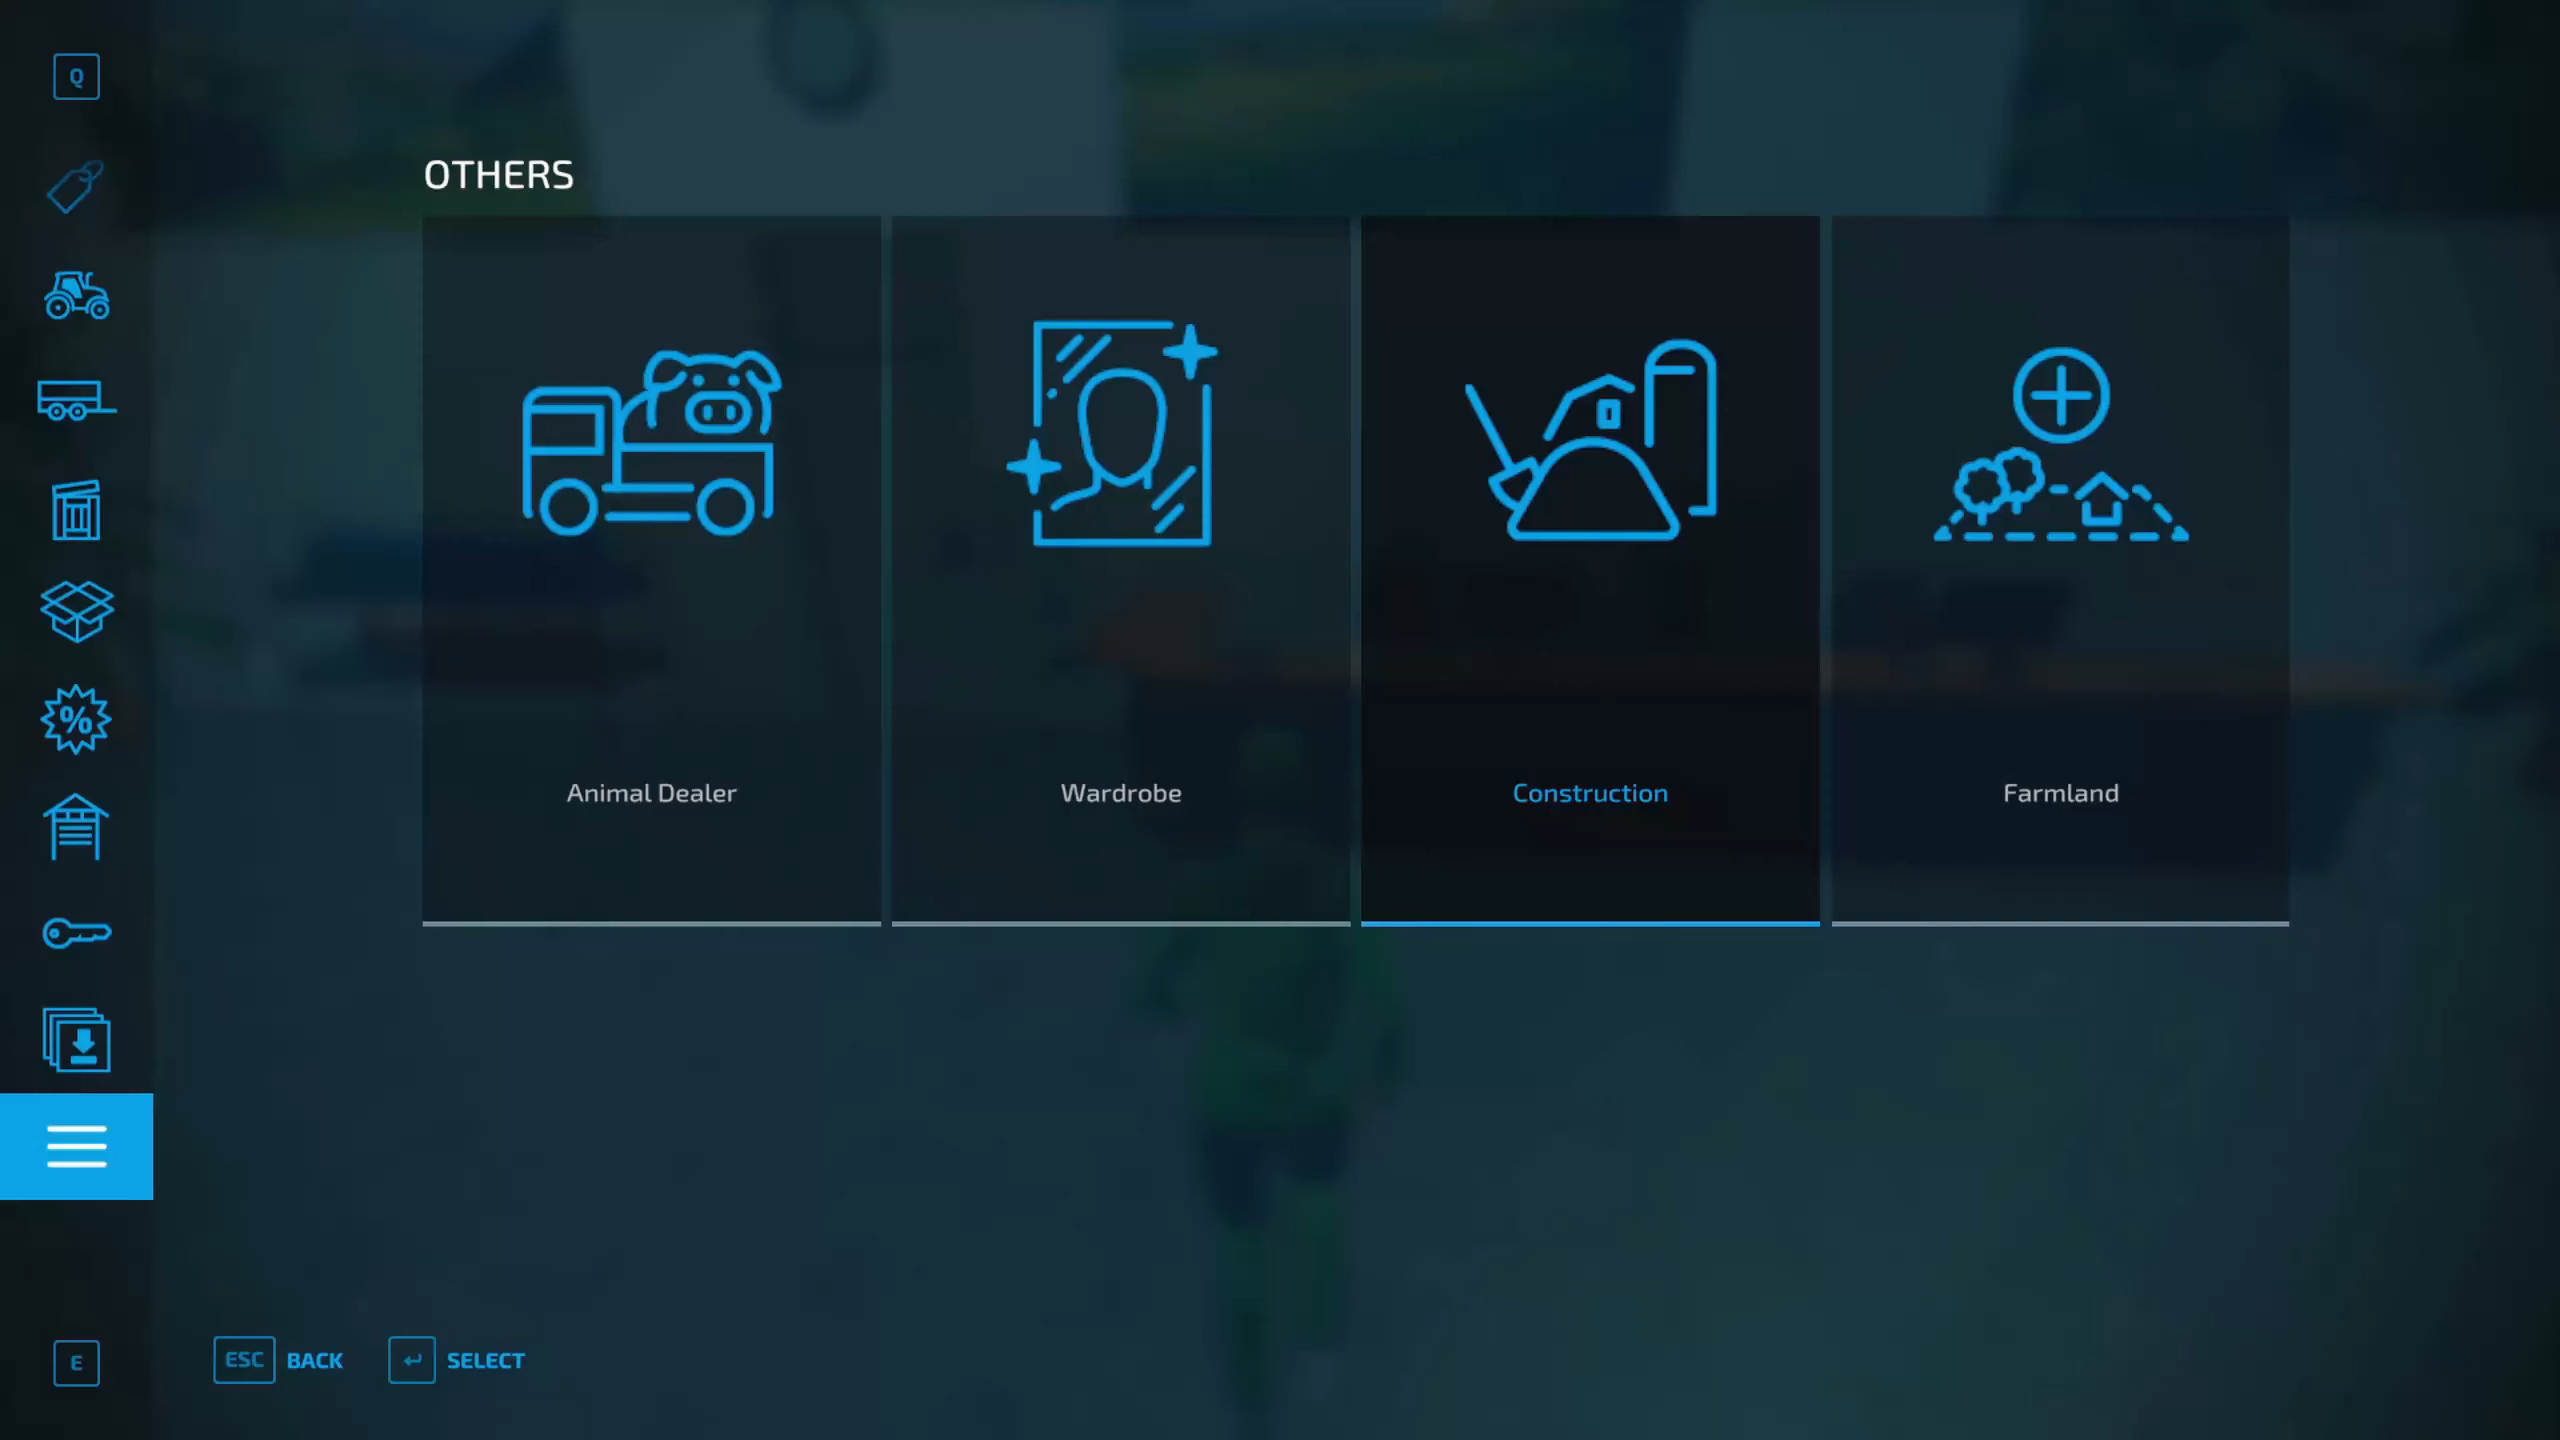 Q
OTHERS
Animal Dealer
Wardrobe
Construction
Farmland
%
E
ESC BACK
SELECT